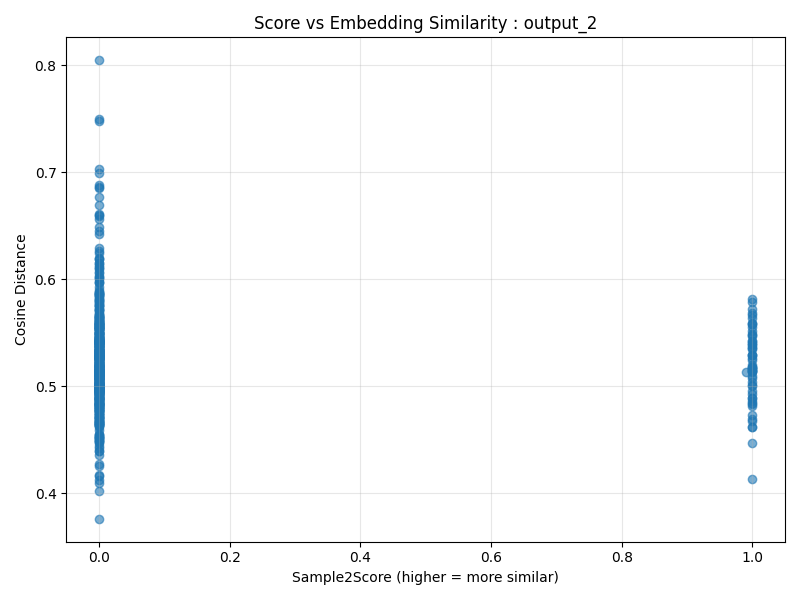 Score vs Embedding Similarity : output_2
Cosine Distance
0.8
0.7
0.6
0.5
0.4
0.0 0.2 0.4 0.6 0.8 1.0
Sample2Score (higher = more similar)